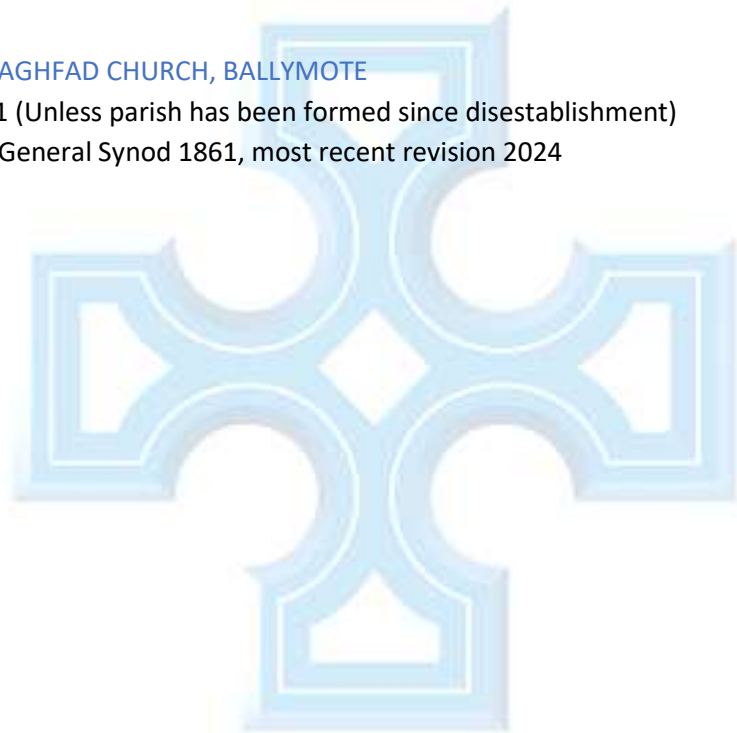 AGHFAD CHURCH, BALLYMOTE
1 (Unless parish has been formed since disestablishment)
General Synod 1861, most recent revision 2024